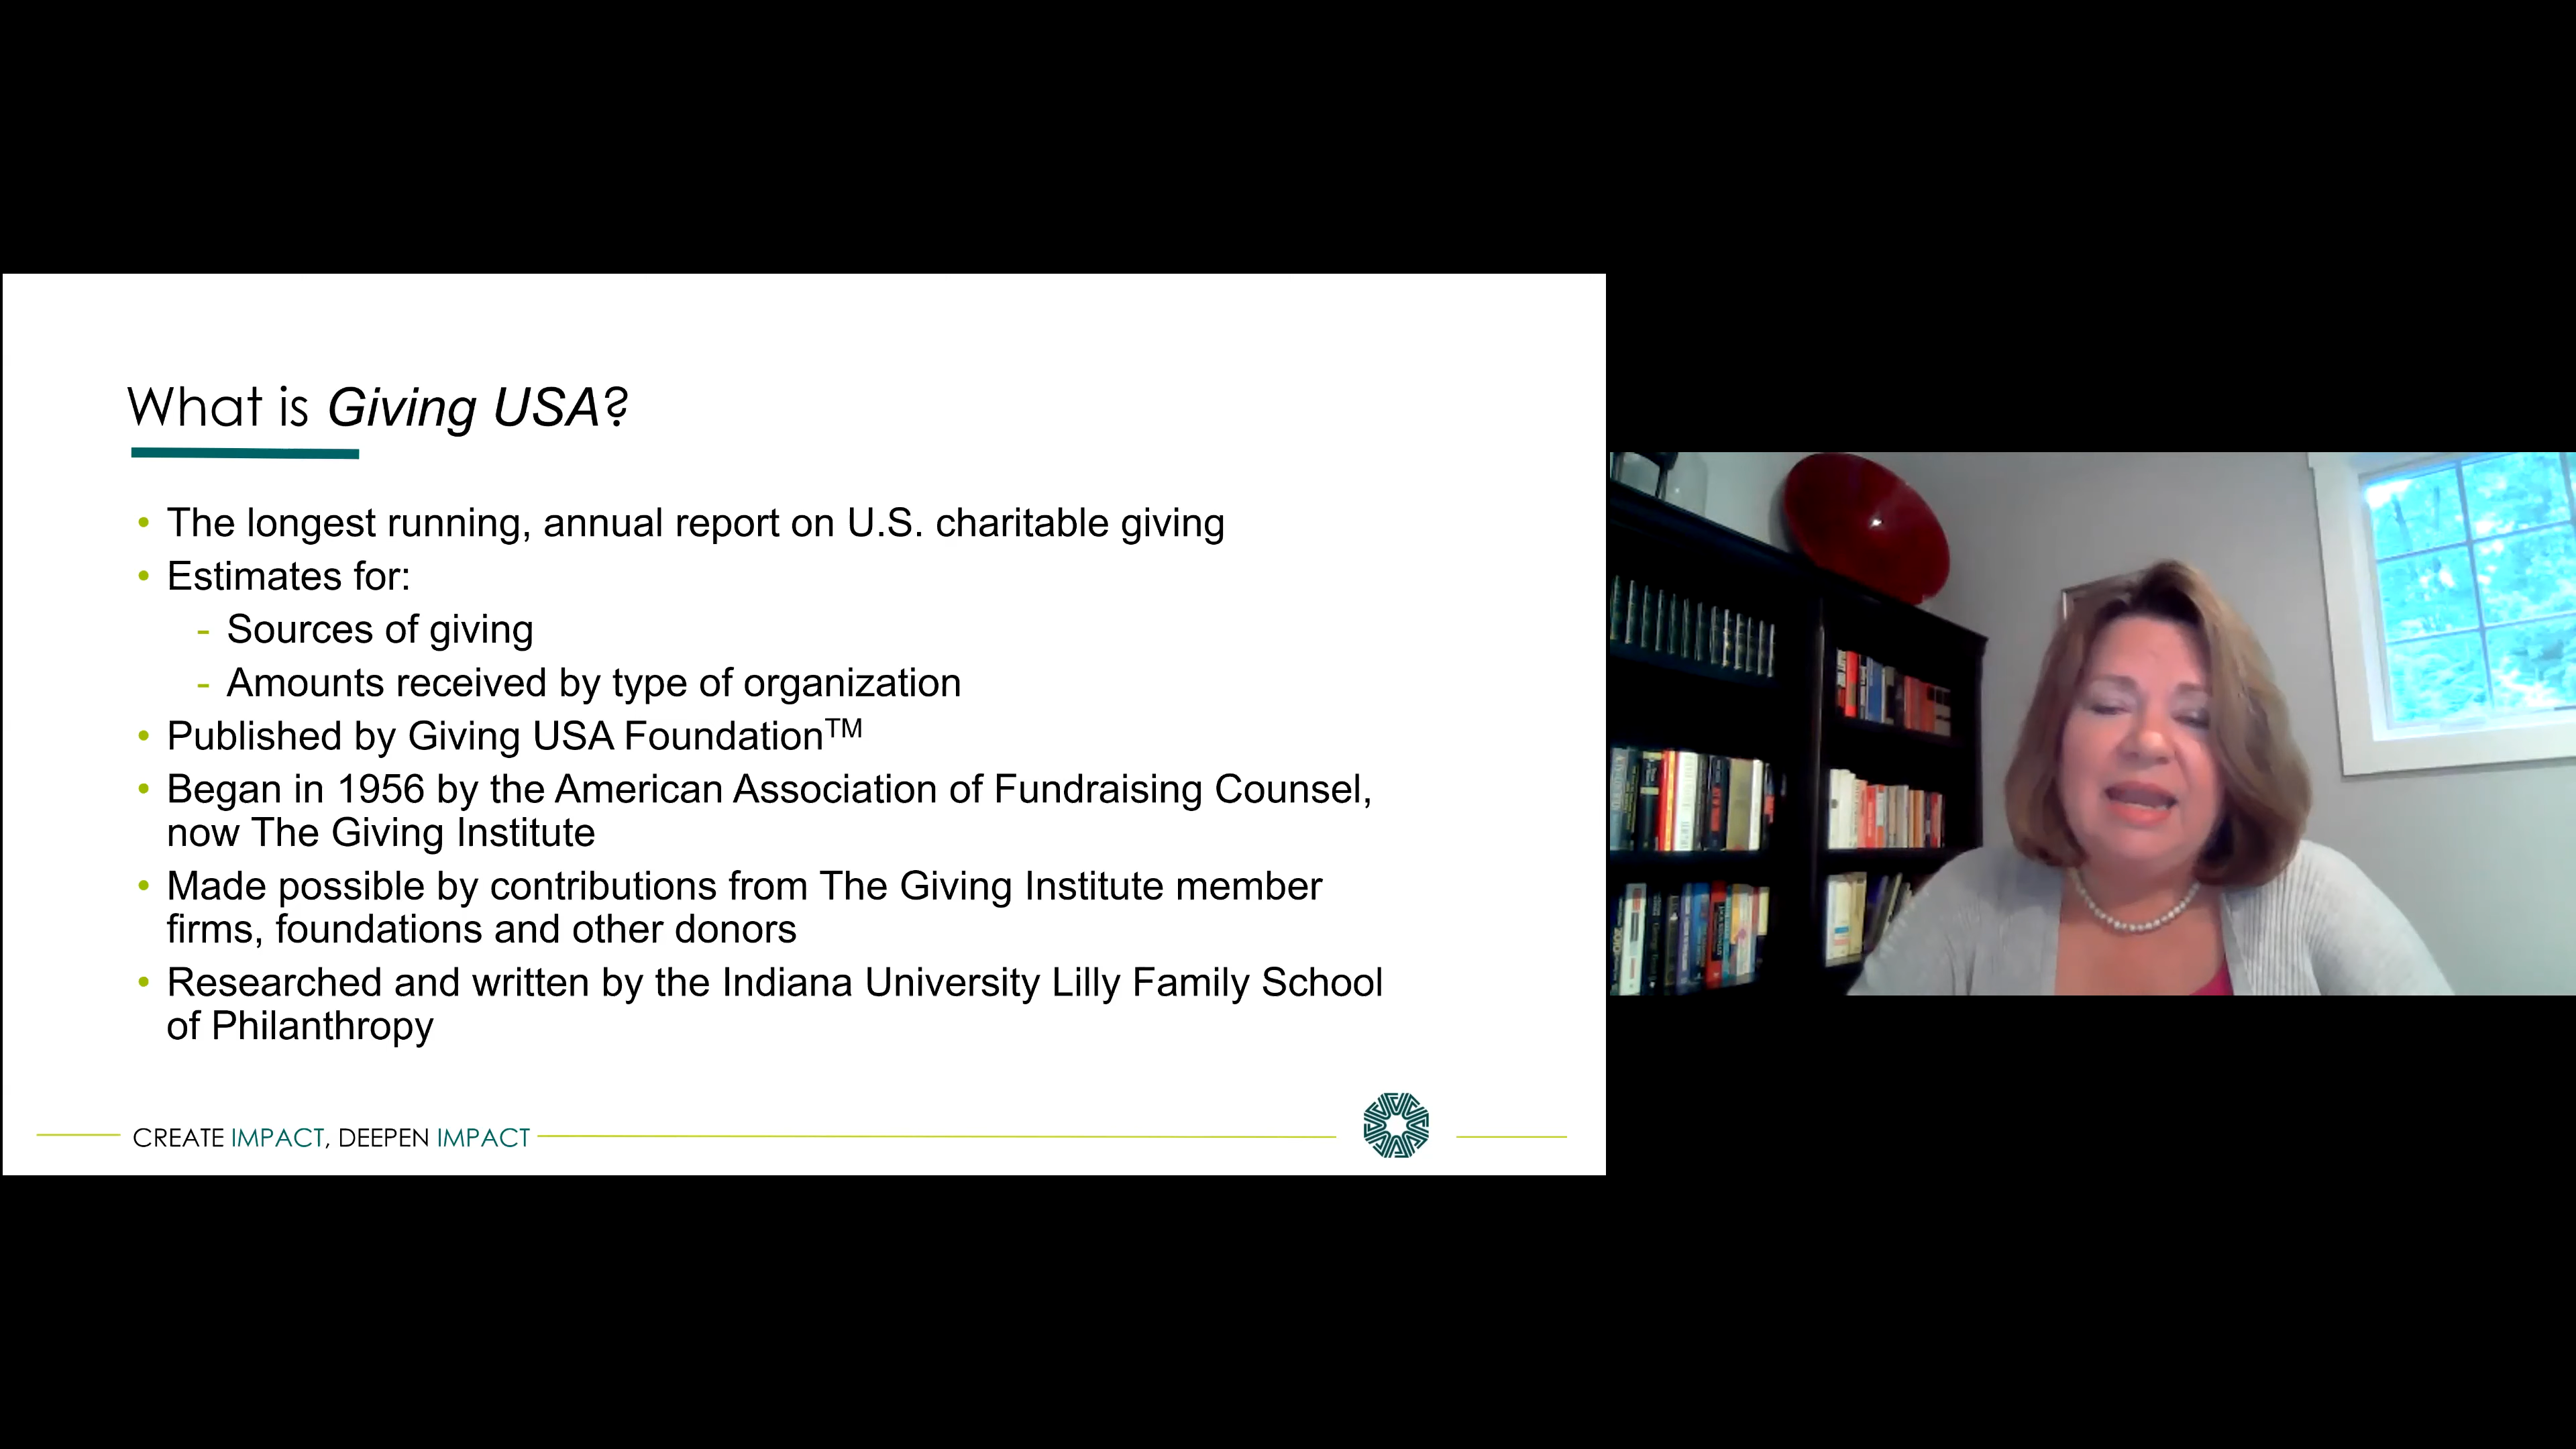 What is Giving USA?
• The longest running, annual report on U.S. charitable giving
• Estimates for:
- Sources of giving
- Amounts received by type of organization
• Published by Giving USA Foundation™
• Began in 1956 by the American Association of Fundraising Counsel,
now The Giving Institute
• Made possible by contributions from The Giving Institute member
firms, foundations and other donors
• Researched and written by the Indiana University Lilly Family School
of Philanthropy
CREATE IMPACT, DEEPEN IMPACT